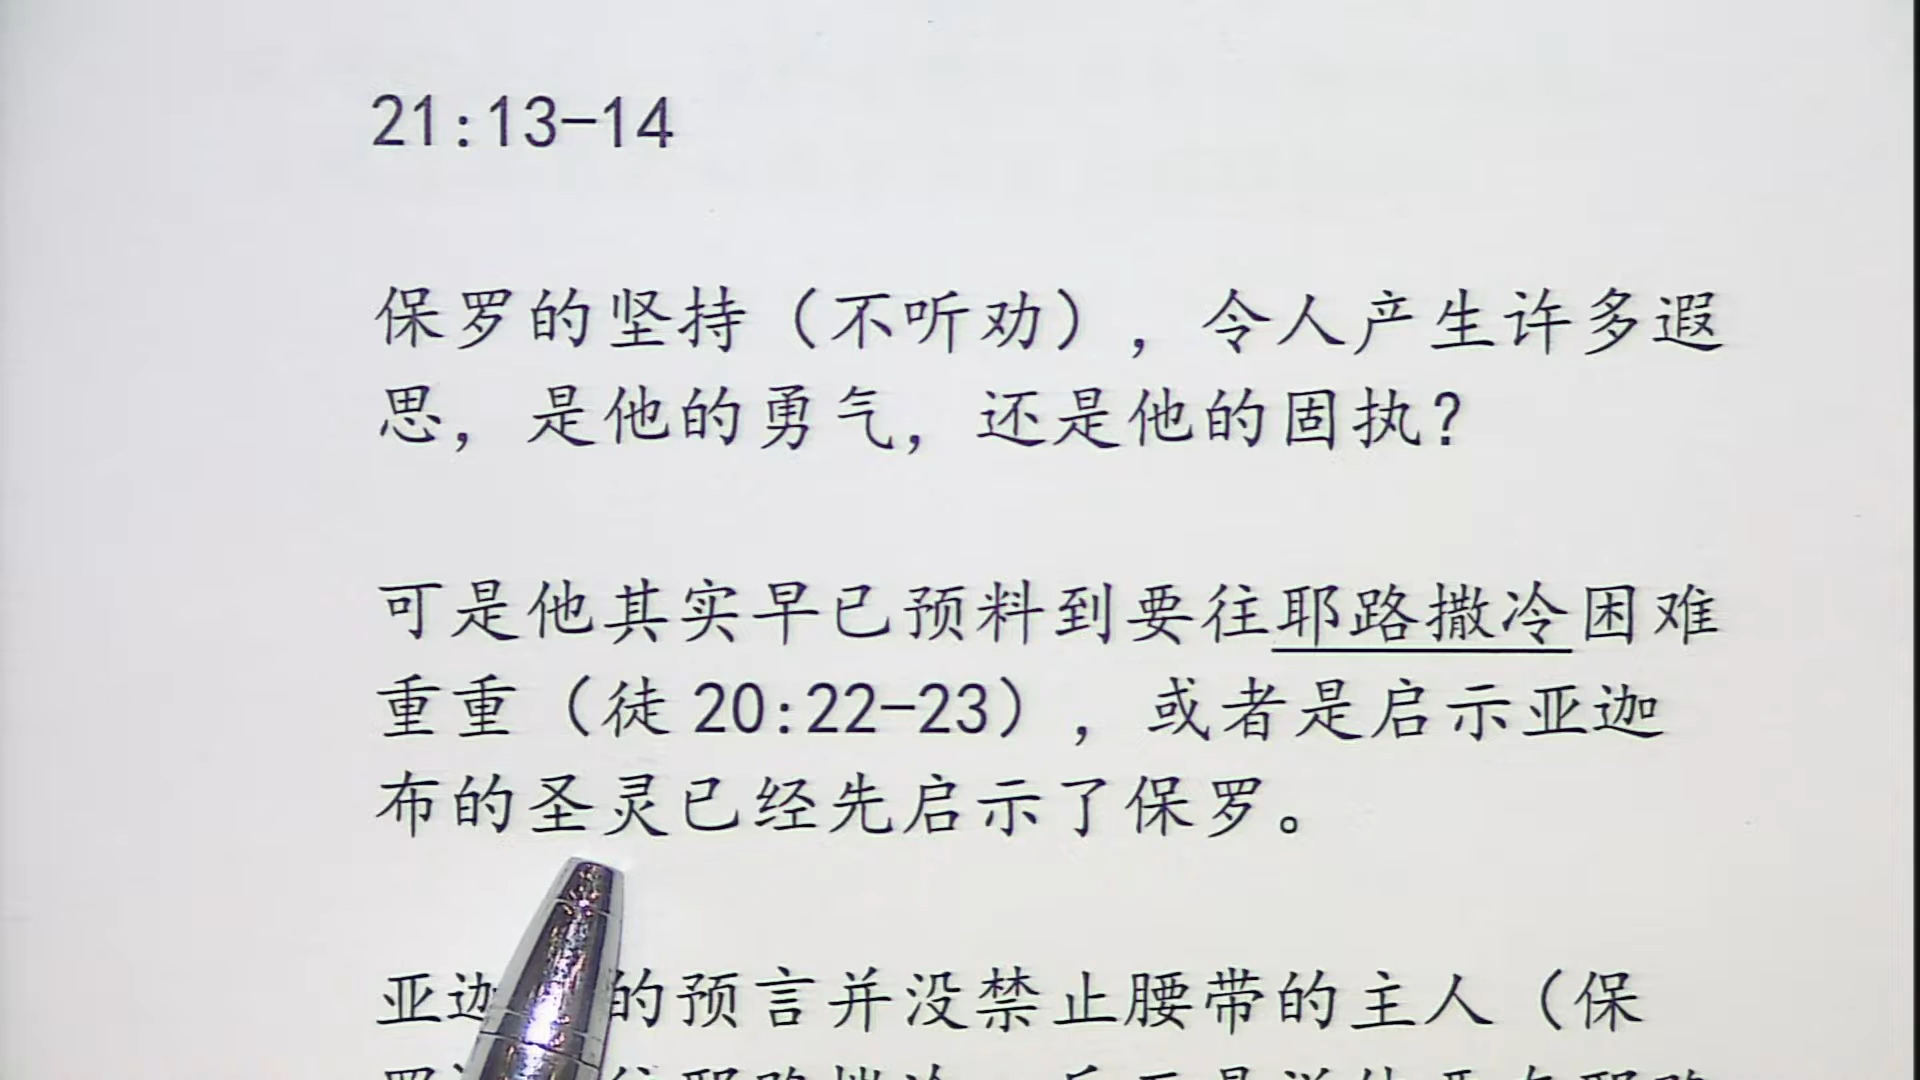 21:13-14
保罗的坚持（不听劝），令人产生许多遐
思，是他的勇气，还是他的固执？
可是他其实早已预料到要往耶路撒冷困难
重重（徒 20:22-23），或者是启示亚迦
布的圣灵已经先启示了保罗。
亚迦 的预言并没禁止腰带的主人（保